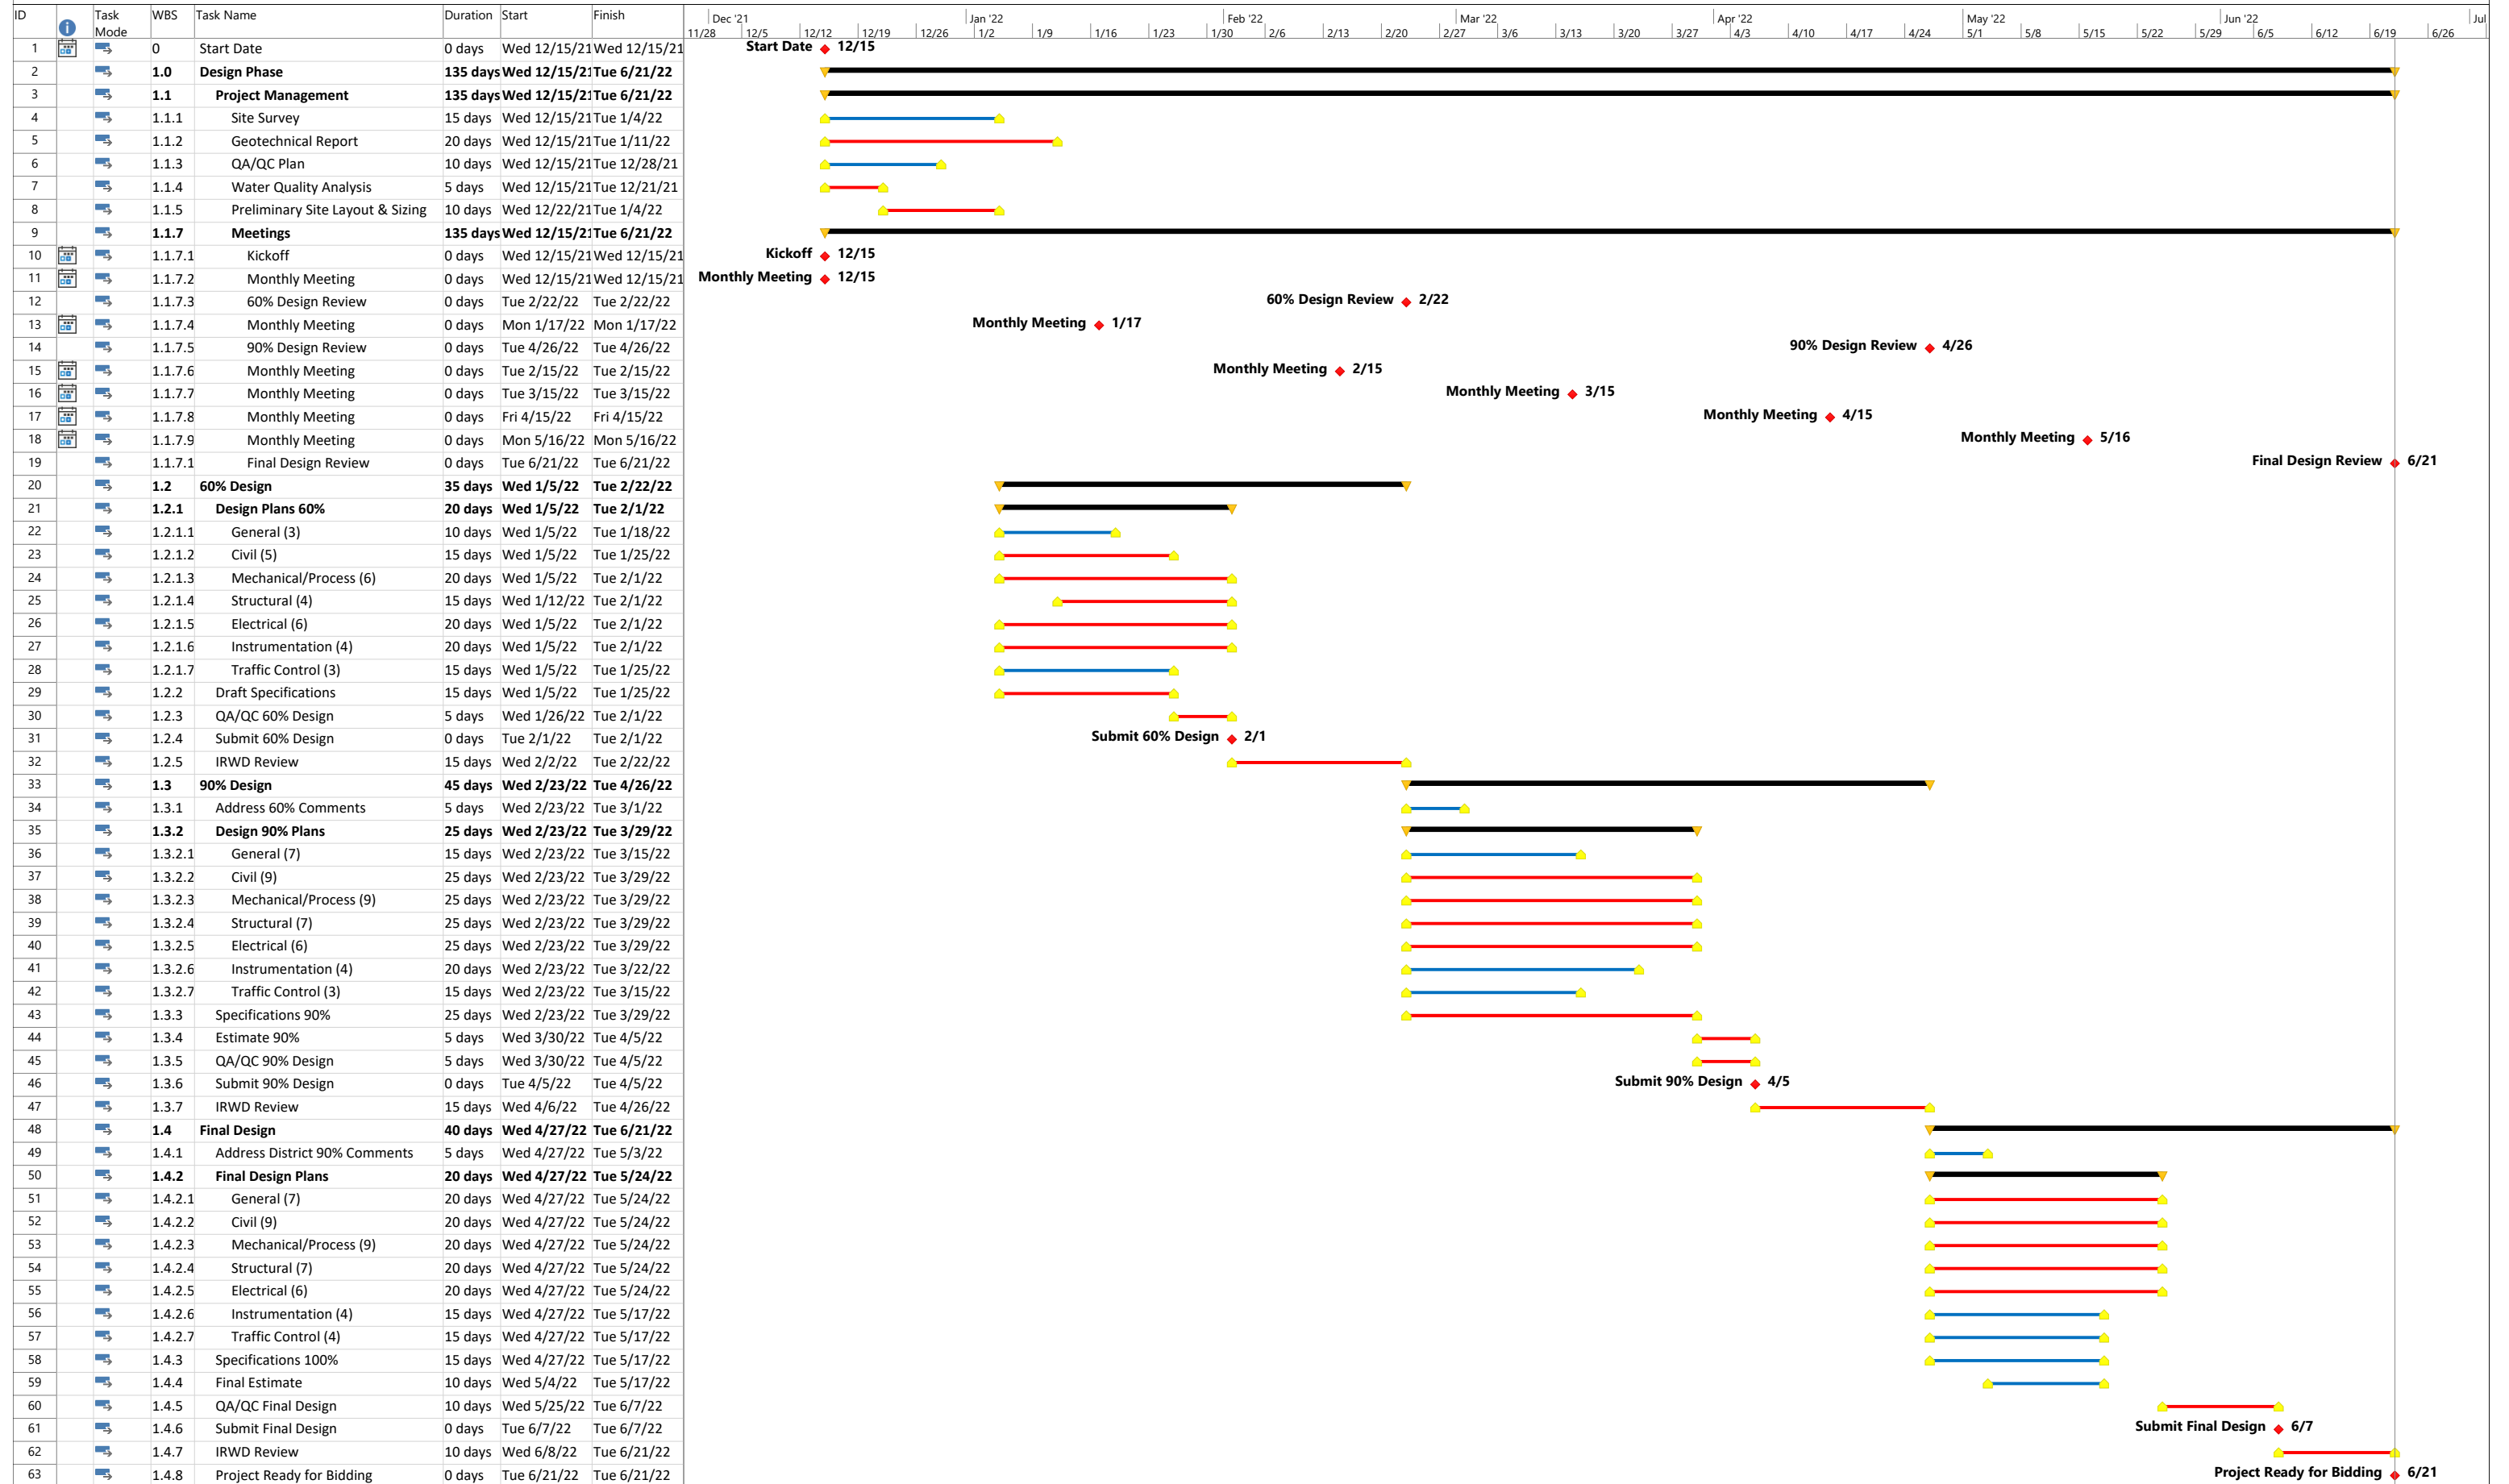 ID Task Mode WBS Task Name Duration Start Finish Dec '21 Jan '22 Feb '22 Mar '22 Apr '22 May '22 Jun '22 Jul
11/28 12/5 12/12 12/19 12/26 1/2 1/9 1/16 1/23 1/30 2/6 2/13 2/20 2/27 3/6 3/13 3/20 3/27 4/3 4/10 4/17 4/24 5/1 5/8 5/15 5/22 5/29 6/5 6/12 6/19 6/26
1 0 Start Date 0 days Wed 12/15/21 Wed 12/15/21 Start Date 12/15
2 1.0 Design Phase 135 days Wed 12/15/21 Tue 6/21/22
3 1.1 Project Management 135 days Wed 12/15/21 Tue 6/21/22
4 1.1.1 Site Survey 15 days Wed 12/15/21 Tue 1/4/22
5 1.1.2 Geotechnical Report 20 days Wed 12/15/21 Tue 1/11/22
6 1.1.3 QA/QC Plan 10 days Wed 12/15/21 Tue 12/28/21
7 1.1.4 Water Quality Analysis 5 days Wed 12/15/21 Tue 12/21/21
8 1.1.5 Preliminary Site Layout & Sizing 10 days Wed 12/22/21 Tue 1/4/22
9 1.1.7 Meetings 135 days Wed 12/15/21 Tue 6/21/22
10 1.1.7.1 Kickoff 0 days Wed 12/15/21 Wed 12/15/21 Kickoff 12/15
11 1.1.7.2 Monthly Meeting 0 days Wed 12/15/21 Wed 12/15/21 Monthly Meeting 12/15
12 1.1.7.3 60% Design Review 0 days Tue 2/22/22 Tue 2/22/22 60% Design Review 2/22
13 1.1.7.4 Monthly Meeting 0 days Mon 1/17/22 Mon 1/17/22 Monthly Meeting 1/17
14 1.1.7.5 90% Design Review 0 days Tue 4/26/22 Tue 4/26/22 90% Design Review 4/26
15 1.1.7.6 Monthly Meeting 0 days Tue 2/15/22 Tue 2/15/22 Monthly Meeting 2/15
16 1.1.7.7 Monthly Meeting 0 days Tue 3/15/22 Tue 3/15/22 Monthly Meeting 3/15
17 1.1.7.8 Monthly Meeting 0 days Fri 4/15/22 Fri 4/15/22 Monthly Meeting 4/15
18 1.1.7.9 Monthly Meeting 0 days Mon 5/16/22 Mon 5/16/22 Monthly Meeting 5/16
19 1.1.7.1 Final Design Review 0 days Tue 6/21/22 Tue 6/21/22 Final Design Review 6/21
20 1.2 60% Design 35 days Wed 1/5/22 Tue 2/22/22
21 1.2.1 Design Plans 60% 20 days Wed 1/5/22 Tue 2/1/22
22 1.2.1.1 General (3) 10 days Wed 1/5/22 Tue 1/18/22
23 1.2.1.2 Civil (5) 15 days Wed 1/5/22 Tue 1/25/22
24 1.2.1.3 Mechanical/Process (6) 20 days Wed 1/5/22 Tue 2/1/22
25 1.2.1.4 Structural (4) 15 days Wed 1/12/22 Tue 2/1/22
26 1.2.1.5 Electrical (6) 20 days Wed 1/5/22 Tue 2/1/22
27 1.2.1.6 Instrumentation (4) 20 days Wed 1/5/22 Tue 2/1/22
28 1.2.1.7 Traffic Control (3) 15 days Wed 1/5/22 Tue 1/25/22
29 1.2.2 Draft Specifications 15 days Wed 1/5/22 Tue 1/25/22
30 1.2.3 QA/QC 60% Design 5 days Wed 1/26/22 Tue 2/1/22
31 1.2.4 Submit 60% Design 0 days Tue 2/1/22 Tue 2/1/22 Submit 60% Design 2/1
32 1.2.5 IRWD Review 15 days Wed 2/2/22 Tue 2/22/22
33 1.3 90% Design 45 days Wed 2/23/22 Tue 4/26/22
34 1.3.1 Address 60% Comments 5 days Wed 2/23/22 Tue 3/1/22
35 1.3.2 Design 90% Plans 25 days Wed 2/23/22 Tue 3/29/22
36 1.3.2.1 General (7) 15 days Wed 2/23/22 Tue 3/15/22
37 1.3.2.2 Civil (9) 25 days Wed 2/23/22 Tue 3/29/22
38 1.3.2.3 Mechanical/Process (9) 25 days Wed 2/23/22 Tue 3/29/22
39 1.3.2.4 Structural (7) 25 days Wed 2/23/22 Tue 3/29/22
40 1.3.2.5 Electrical (6) 25 days Wed 2/23/22 Tue 3/29/22
41 1.3.2.6 Instrumentation (4) 20 days Wed 2/23/22 Tue 3/22/22
42 1.3.2.7 Traffic Control (3) 15 days Wed 2/23/22 Tue 3/15/22
43 1.3.3 Specifications 90% 25 days Wed 2/23/22 Tue 3/29/22
44 1.3.4 Estimate 90% 5 days Wed 3/30/22 Tue 4/5/22
45 1.3.5 QA/QC 90% Design 5 days Wed 3/30/22 Tue 4/5/22
46 1.3.6 Submit 90% Design 0 days Tue 4/5/22 Tue 4/5/22 Submit 90% Design 4/5
47 1.3.7 IRWD Review 15 days Wed 4/6/22 Tue 4/26/22
48 1.4 Final Design 40 days Wed 4/27/22 Tue 6/21/22
49 1.4.1 Address District 90% Comments 5 days Wed 4/27/22 Tue 5/3/22
50 1.4.2 Final Design Plans 20 days Wed 4/27/22 Tue 5/24/22
51 1.4.2.1 General (7) 20 days Wed 4/27/22 Tue 5/24/22
52 1.4.2.2 Civil (9) 20 days Wed 4/27/22 Tue 5/24/22
53 1.4.2.3 Mechanical/Process (9) 20 days Wed 4/27/22 Tue 5/24/22
54 1.4.2.4 Structural (7) 20 days Wed 4/27/22 Tue 5/24/22
55 1.4.2.5 Electrical (6) 20 days Wed 4/27/22 Tue 5/24/22
56 1.4.2.6 Instrumentation (4) 15 days Wed 4/27/22 Tue 5/17/22
57 1.4.2.7 Traffic Control (4) 15 days Wed 4/27/22 Tue 5/17/22
58 1.4.3 Specifications 100% 15 days Wed 4/27/22 Tue 5/17/22
59 1.4.4 Final Estimate 10 days Wed 5/4/22 Tue 5/17/22
60 1.4.5 QA/QC Final Design 10 days Wed 5/25/22 Tue 6/7/22
61 1.4.6 Submit Final Design 0 days Tue 6/7/22 Tue 6/7/22 Submit Final Design 6/7
62 1.4.7 IRWD Review 10 days Wed 6/8/22 Tue 6/21/22
63 1.4.8 Project Ready for Bidding 0 days Tue 6/21/22 Tue 6/21/22 Project Ready for Bidding 6/21